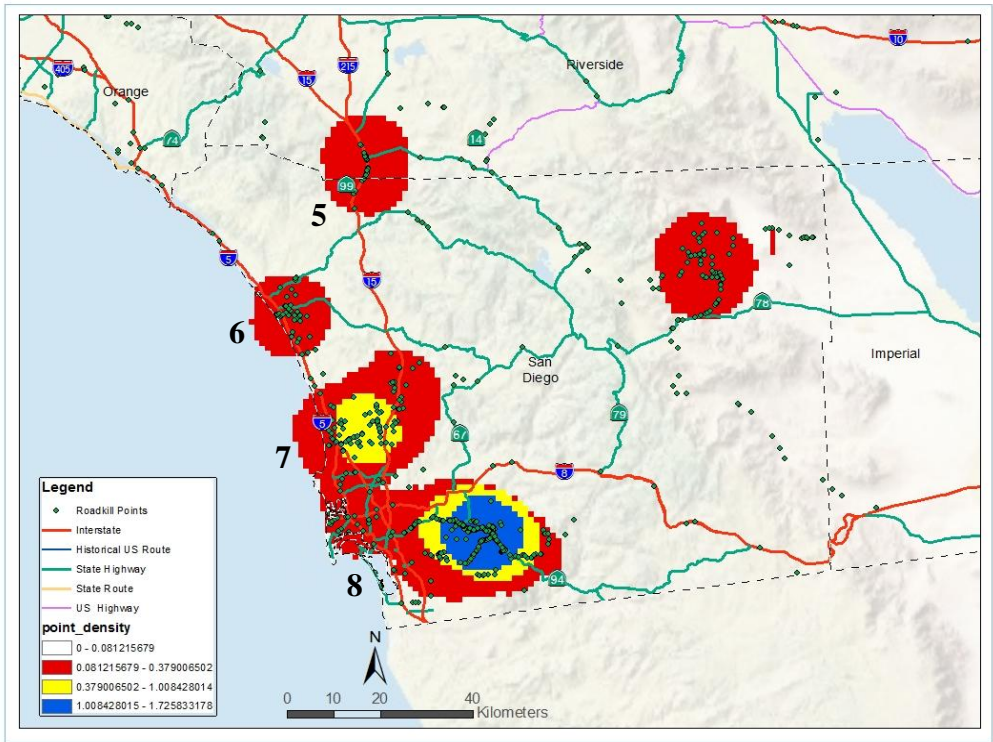 10
15
215
405
Riverside
Orange
74
14
99
5
5
15
6
78
Imperial
San
Diego
5
79
67
7
8
94
8
Legend
Roadkill Points
Interstate
Historical US Route
State Highway
State Route
US Highway
point_density
0 - 0.081215679
0.081215679 - 0.379006502
0.379006502 - 1.008428014
1.008428015 - 1.725833178
N
0 10 20 40
Kilometers